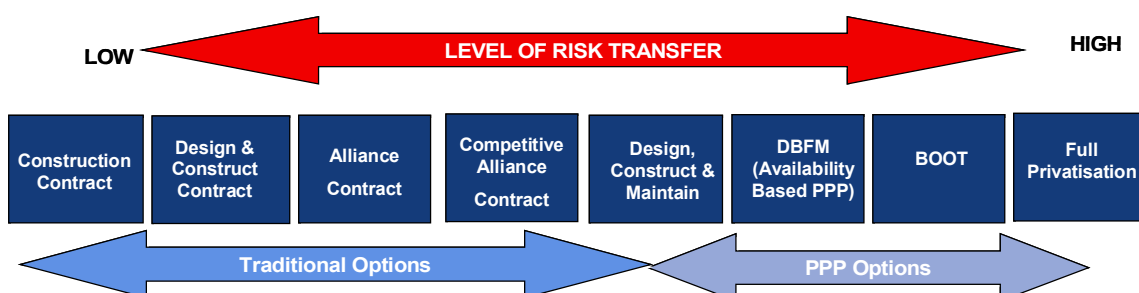 LEVEL OF RISK TRANSFER
LOW
HIGH
Construction
Contract
Design &
Construct
Contract
Alliance
Contract
Competitive
Alliance
Contract
Design,
Construct &
Maintain
DBFM
(Availability
Based PPP)
BOOT
Full
Privatisation
Traditional Options
PPP Options